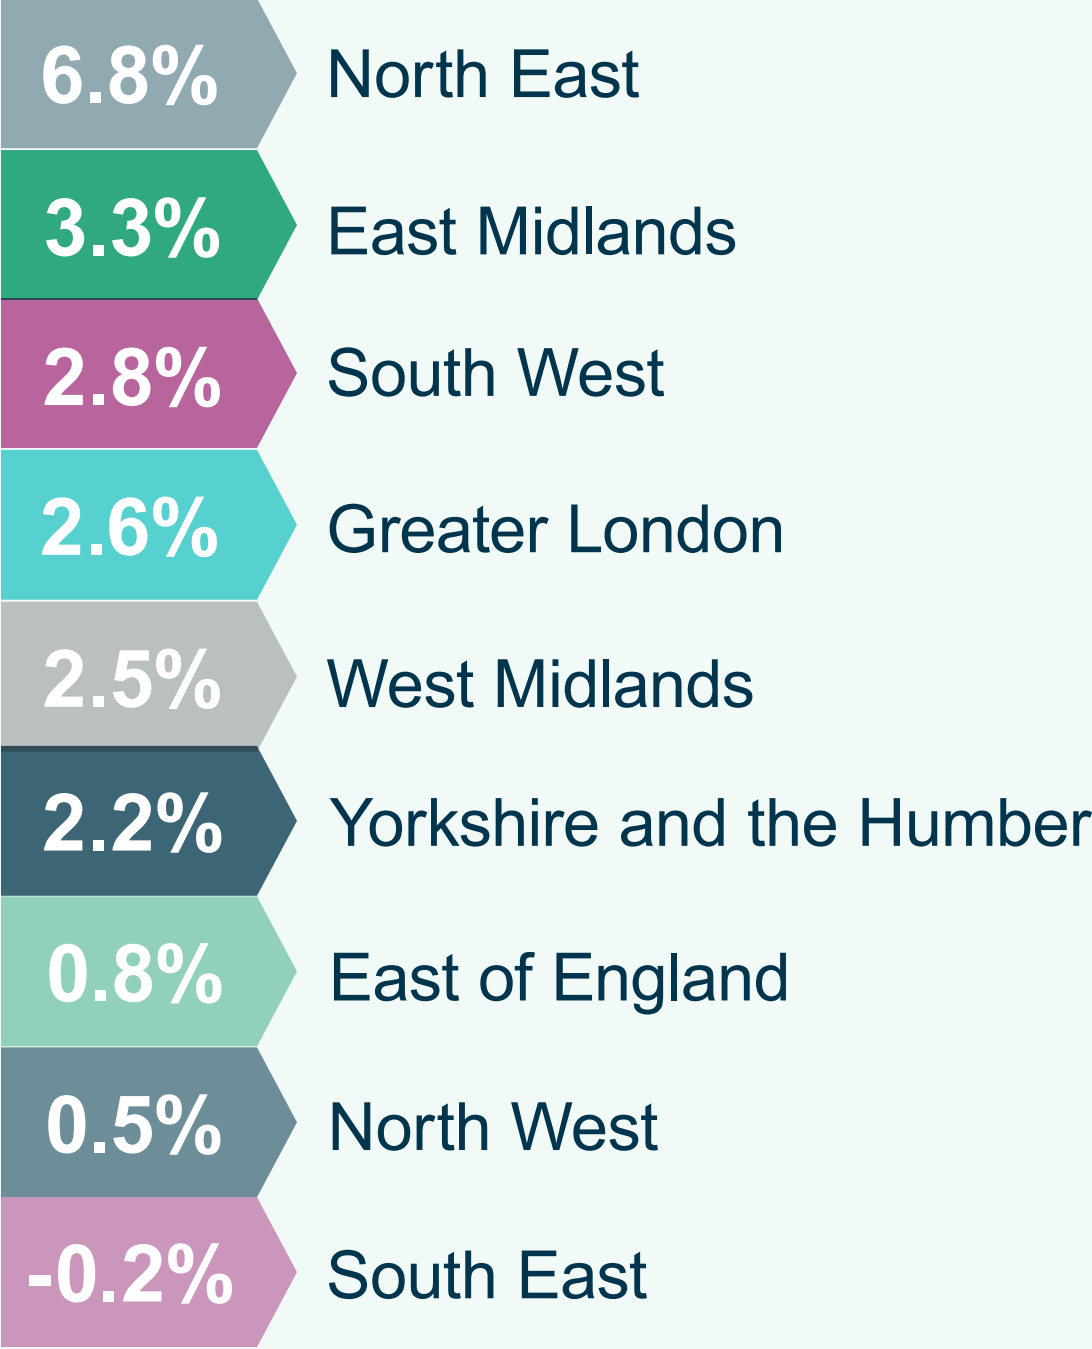 6.8% North East
3.3% East Midlands
2.8% South West
2.6% Greater London
2.5% West Midlands
2.2% Yorkshire and the Humber
0.8% East of England
0.5% North West
-0.2% South East